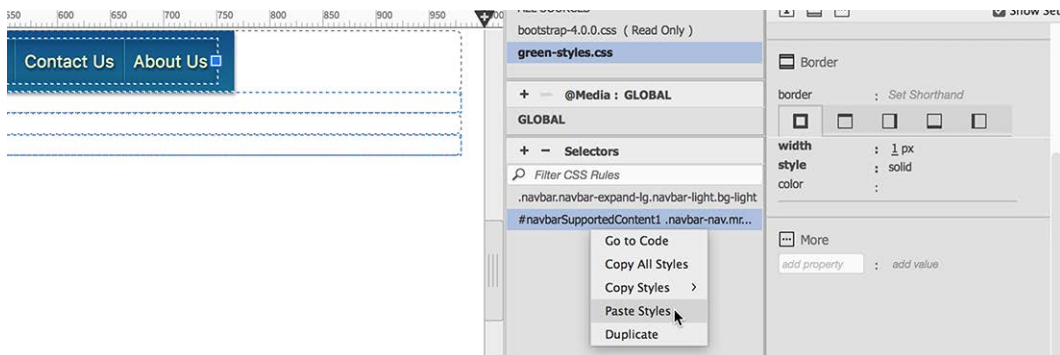 550 600 650 700 750 800 850 900 950
Contact Us About Us
ALL SOURCES
bootstrap-4.0.0.css ( Read Only )
green-styles.css
+ − @Media : GLOBAL
GLOBAL
+ − Selectors
Filter CSS Rules
.navbar.navbar-expand-lg.navbar-light.bg-light
#navbarSupportedContent1 .navbar-nav.mr...
Go to Code
Copy All Styles
Copy Styles >
Paste Styles
Duplicate
Show Set
Border
border : Set Shorthand
width : 1 px
style : solid
color :
More
add property : add value